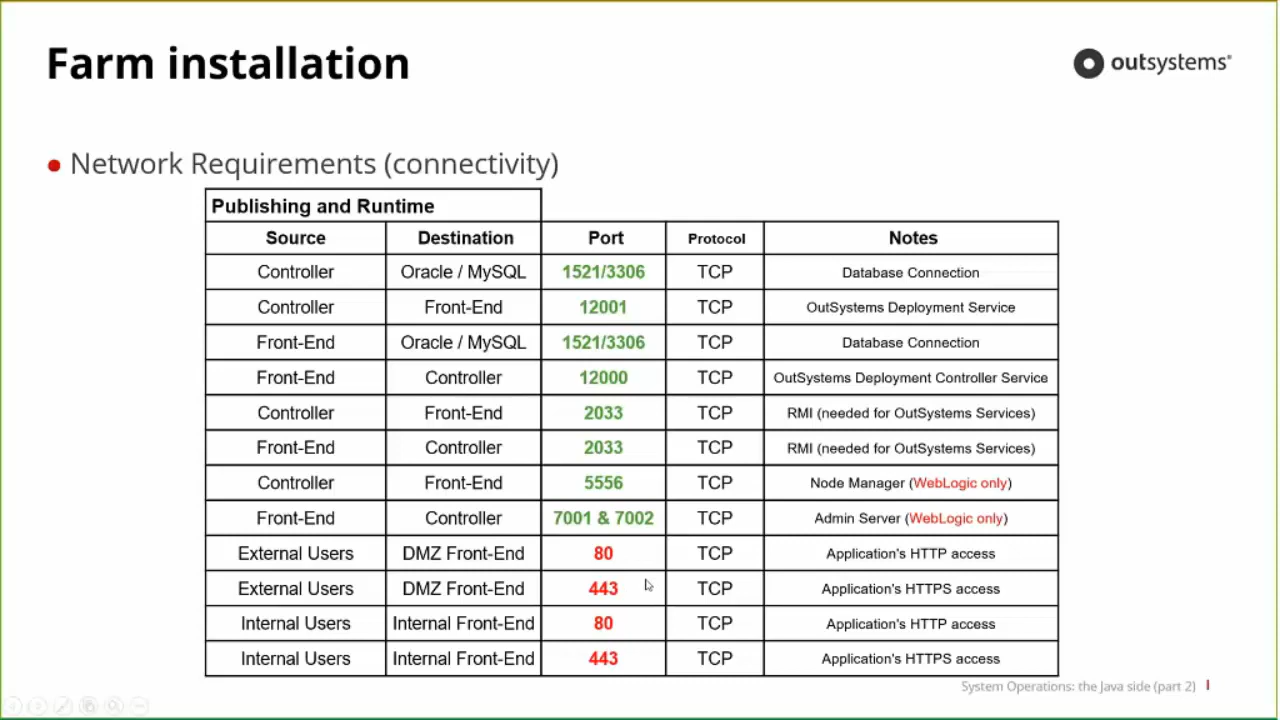 Farm installation
outsystems
Network Requirements (connectivity)
Publishing and Runtime
Source Destination Port Protocol Notes
Controller Oracle / MySQL 1521/3306 TCP Database Connection
Controller Front-End 12001 TCP OutSystems Deployment Service
Front-End Oracle / MySQL 1521/3306 TCP Database Connection
Front-End Controller 12000 TCP OutSystems Deployment Controller Service
Controller Front-End 2033 TCP RMI (needed for OutSystems Services)
Front-End Controller 2033 TCP RMI (needed for OutSystems Services)
Controller Front-End 5556 TCP Node Manager (WebLogic only)
Front-End Controller 7001 & 7002 TCP Admin Server (WebLogic only)
External Users DMZ Front-End 80 TCP Application's HTTP access
External Users DMZ Front-End 443 TCP Application's HTTPS access
Internal Users Internal Front-End 80 TCP Application's HTTP access
Internal Users Internal Front-End 443 TCP Application's HTTPS access
System Operations: the Java side (part 2)